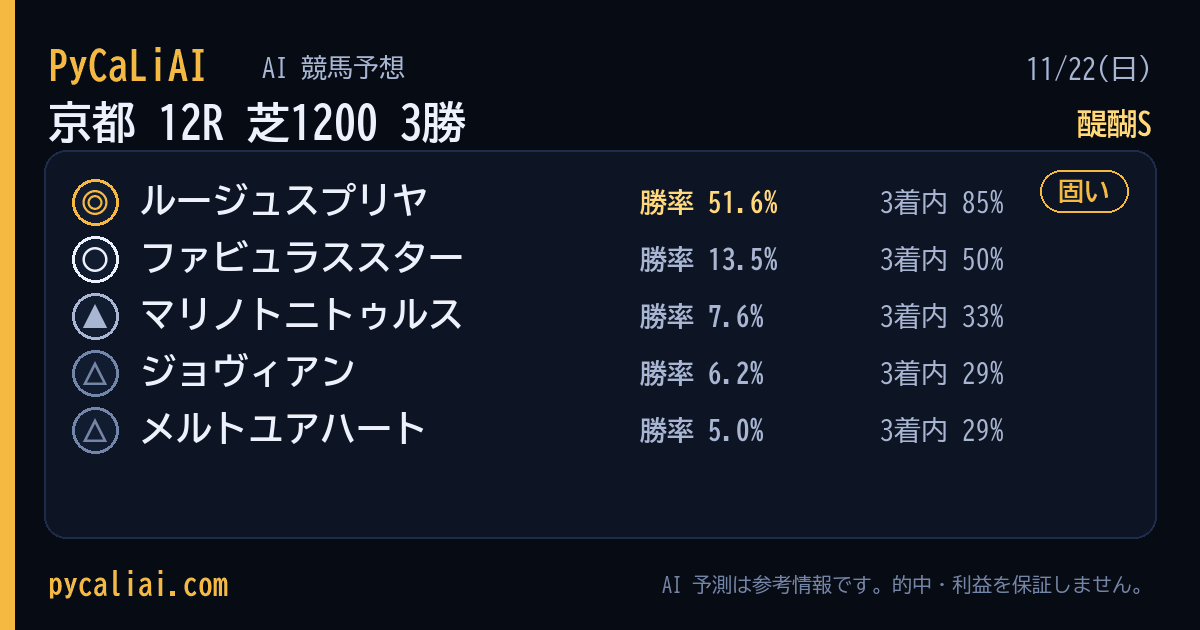 PyCaLiAI AI 競馬予想 11/22(日)
京都 12R 芝1200 3勝 醍醐S
◎ ルージュスプリヤ 勝率 51.6% 3着内 85% 固い
○ ファビュラススター 勝率 13.5% 3着内 50%
▲ マリノトニトゥルス 勝率 7.6% 3着内 33%
△ ジョヴィアン 勝率 6.2% 3着内 29%
△ メルトユアハート 勝率 5.0% 3着内 29%
pycaliai.com AI 予測は参考情報です。的中・利益を保証しません。